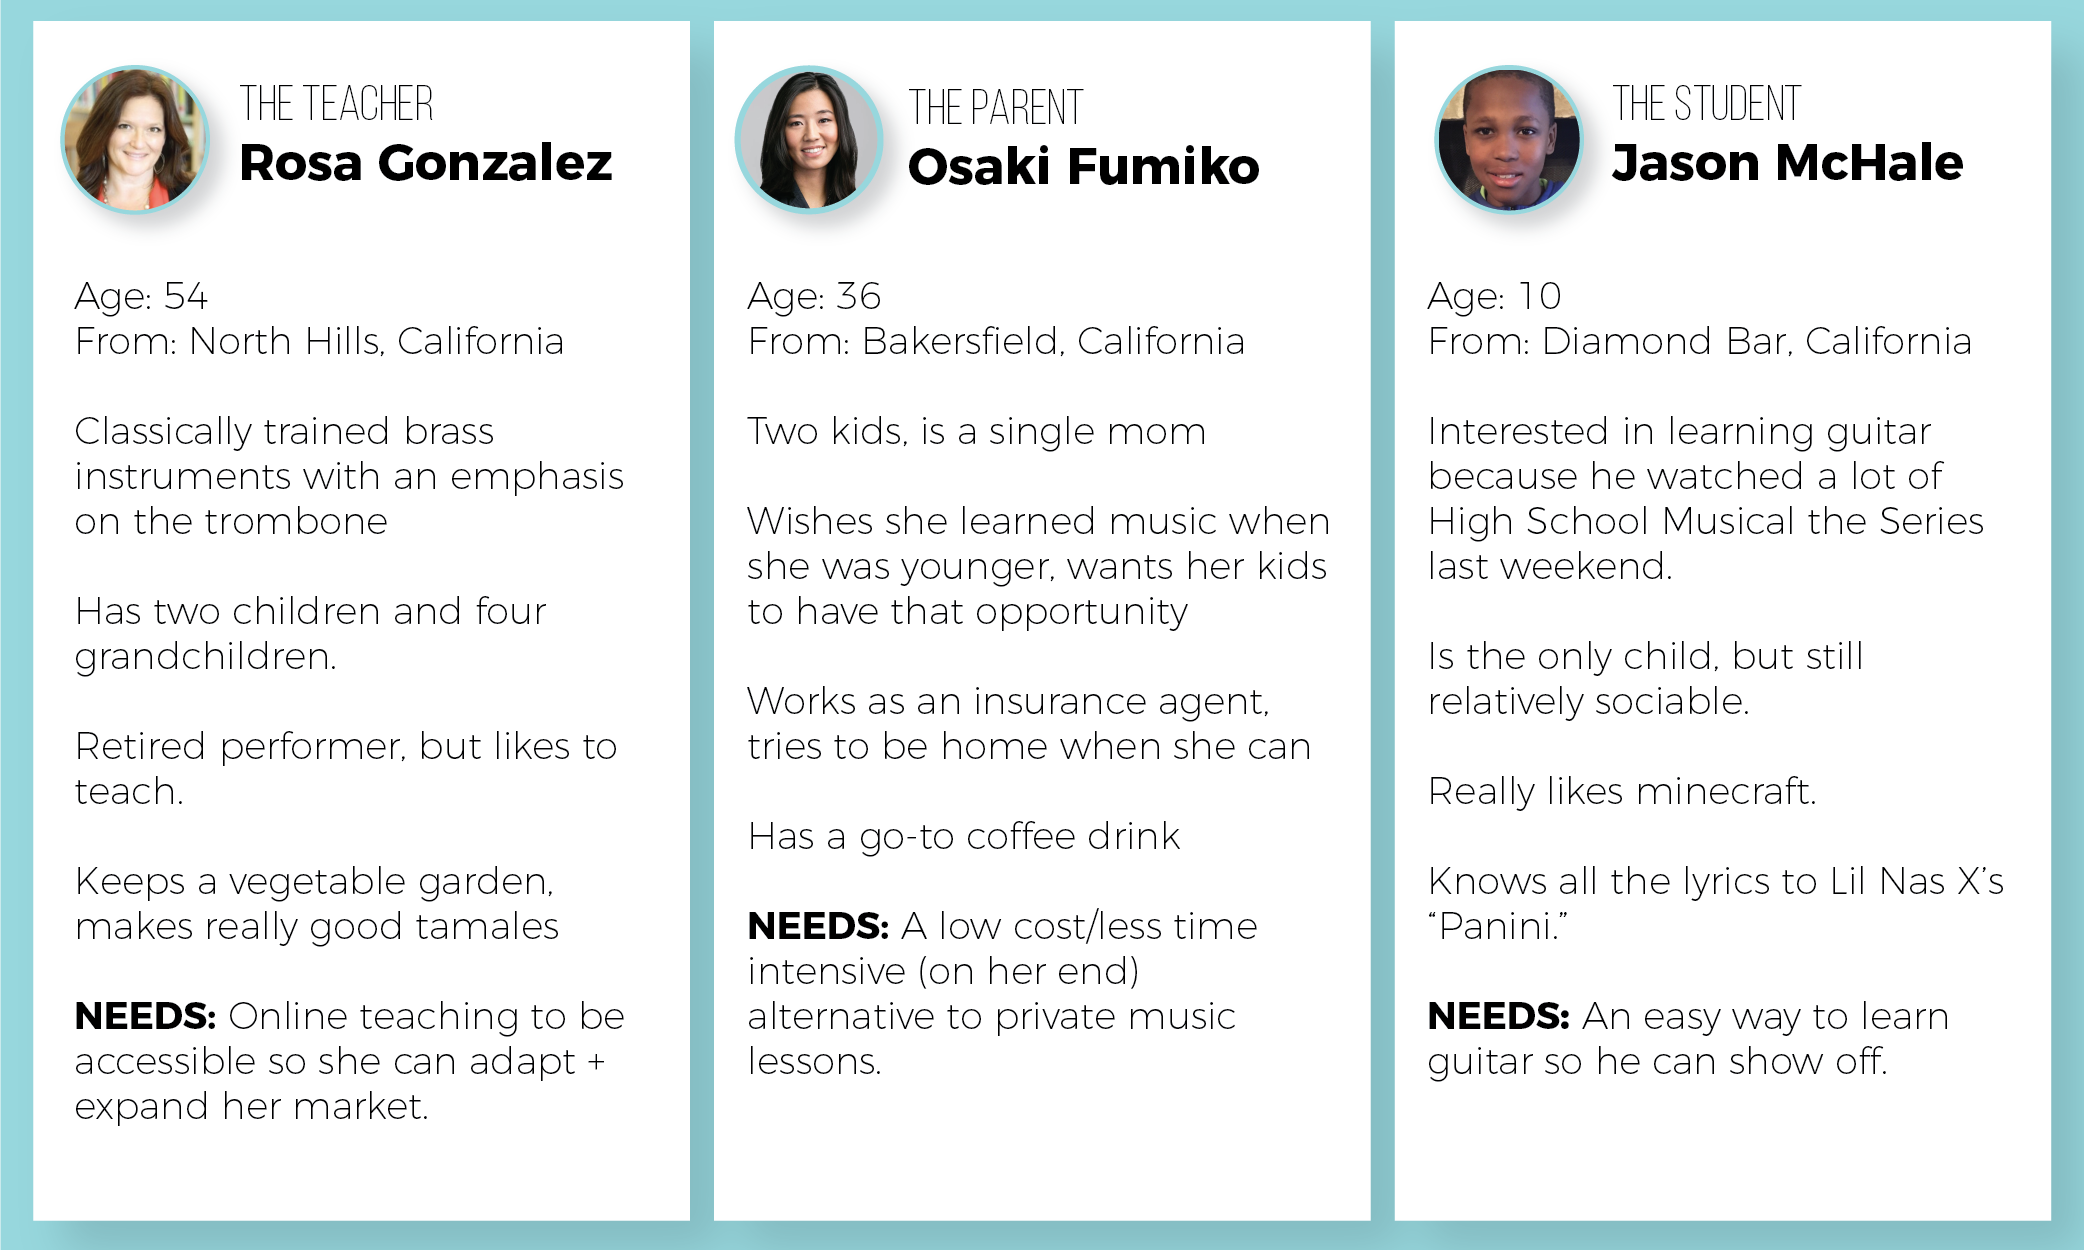 THE TEACHER
Rosa Gonzalez
Age: 54
From: North Hills, California
Classically trained brass
instruments with an emphasis
on the trombone
Has two children and four
grandchildren.
Retired performer, but likes to
teach.
Keeps a vegetable garden,
makes really good tamales
NEEDS: Online teaching to be
accessible so she can adapt +
expand her market.
THE PARENT
Osaki Fumiko
Age: 36
From: Bakersfield, California
Two kids, is a single mom
Wishes she learned music when
she was younger, wants her kids
to have that opportunity
Works as an insurance agent,
tries to be home when she can
Has a go-to coffee drink
NEEDS: A low cost/less time
intensive (on her end)
alternative to private music
lessons.
THE STUDENT
Jason McHale
Age: 10
From: Diamond Bar, California
Interested in learning guitar
because he watched a lot of
High School Musical the Series
last weekend.
Is the only child, but still
relatively sociable.
Really likes minecraft.
Knows all the lyrics to Lil Nas X’s
“Panini.”
NEEDS: An easy way to learn
guitar so he can show off.